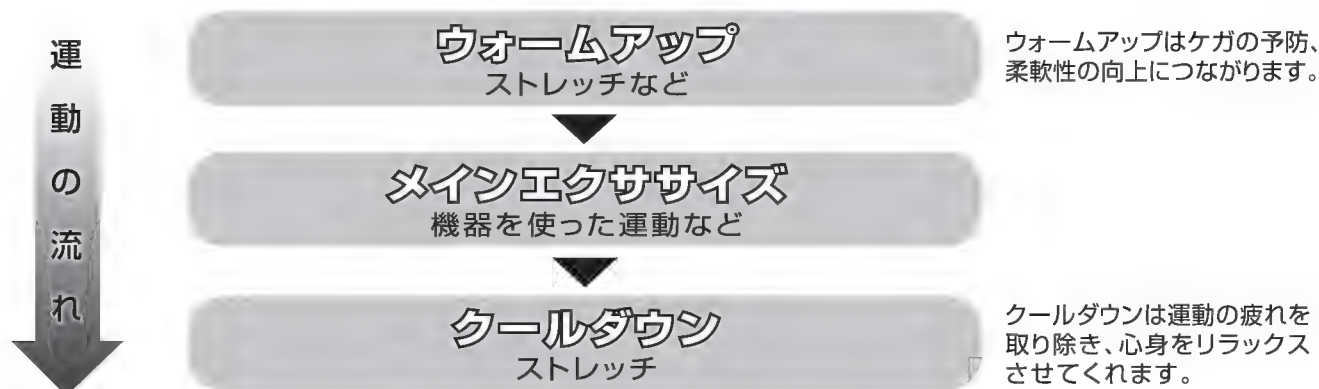 運動の流れ
ウォームアップ
ストレッチなど
ウォームアップはケガの予防、
柔軟性の向上につながります。
メインエクササイズ
機器を使った運動など
クールダウン
ストレッチ
クールダウンは運動の疲れを
取り除き、心身をリラックス
させてくれます。